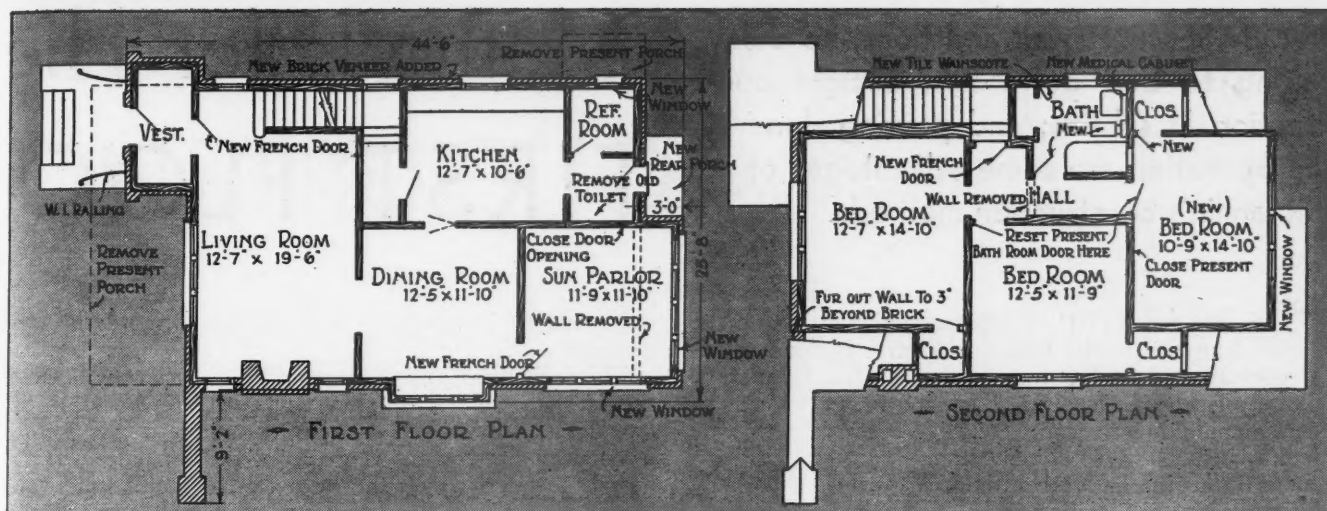 44'-6"
REMOVE PRESENT PORCH
NEW BRICK VENEER ADDED
NEW
WINDOW
VEST.
NEW FRENCH DOOR
REF.
ROOM
KITCHEN
12'-7" x 10'-6"
NEW
REAR PORCH
REMOVE OLD
TOILET
3'-0"
W.I. RAILING
REMOVE
PRESENT
PORCH
LIVING ROOM
12'-7" x 19'-6"
DINING ROOM
12'-5" x 11'-10"
CLOSE DOOR
OPENING
SUN PARLOR
11'-9" x 11'-10"
WALL REMOVED
25'-8"
NEW
WINDOW
NEW FRENCH DOOR
NEW WINDOW
FIRST FLOOR PLAN
9'-2"
NEW TILE WAINSCOTE
NEW MEDICAL CABINET
BATH
CLOS.
NEW
NEW
NEW FRENCH
DOOR
WALL REMOVED
HALL
BED ROOM
12'-7" x 14'-10"
(NEW)
BED ROOM
10'-9" x 14'-10"
RESET PRESENT
BATH ROOM DOOR HERE
CLOSE PRESENT
DOOR
NEW WINDOW
BED ROOM
12'-5" x 11'-9"
FUR OUT WALL TO 3"
BEYOND BRICK
CLOS.
CLOS.
SECOND FLOOR PLAN